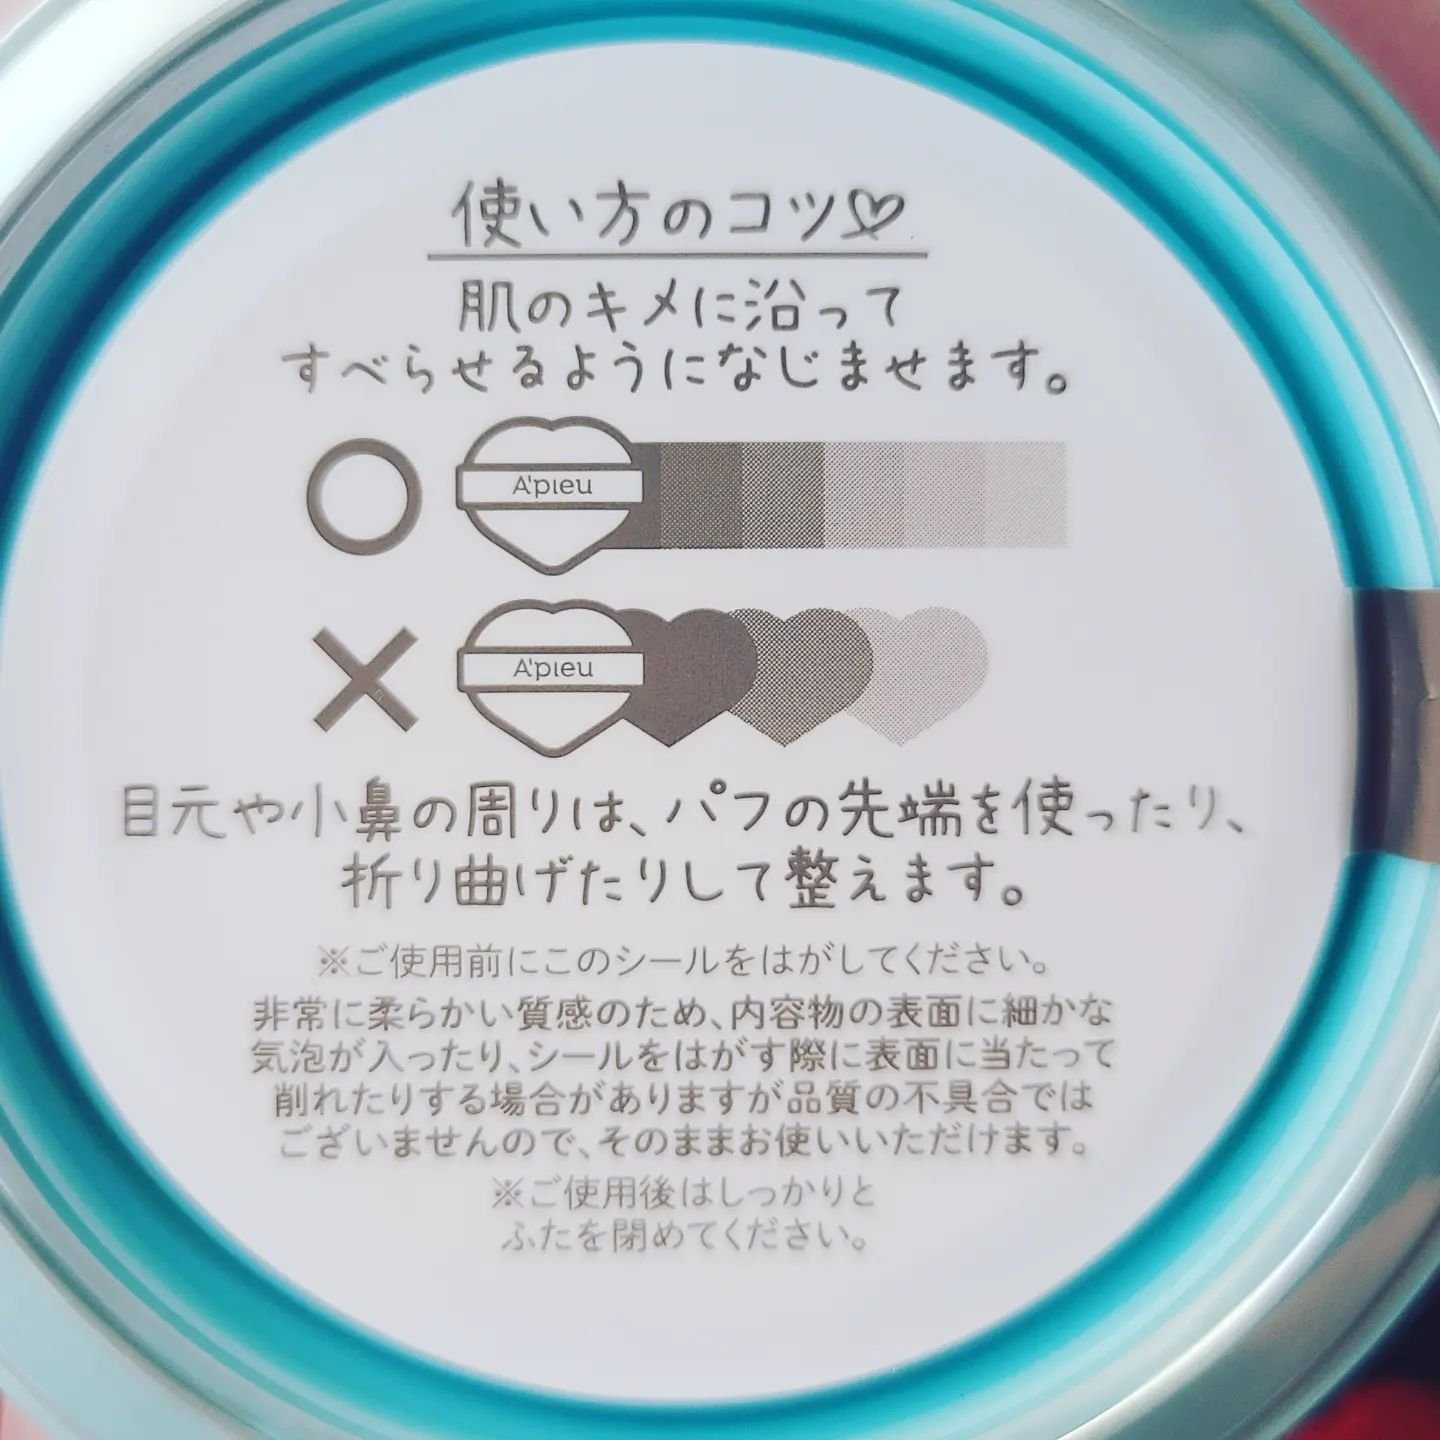 使い方のコツ♡
肌のキメに沿って
すべらせるようになじませます。
A'pieu
A'pieu
目元や小鼻の周りは、パフの先端を使ったり、
折り曲げたりして整えます。
※ご使用前にこのシールをはがしてください。
非常に柔らかい質感のため、内容物の表面に細かな
気泡が入ったり、シールをはがす際に表面に当たって
削れたりする場合がありますが品質の不具合では
ございませんので、そのままお使いいただけます。
※ご使用後はしっかりと
ふたを閉めてください。